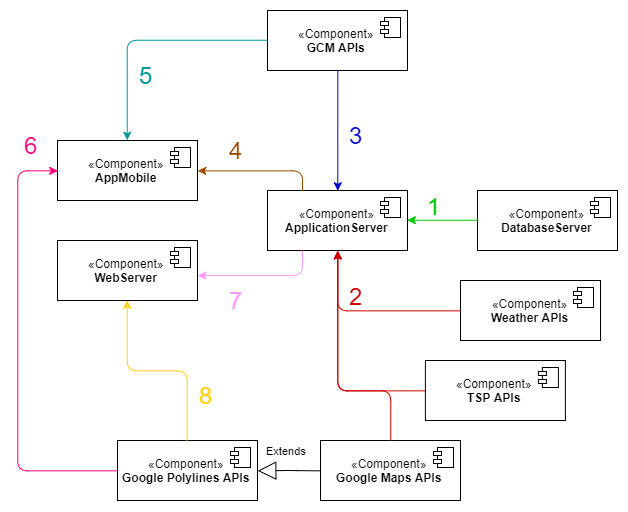 «Component»
GCM APIs
5
3
6
«Component»
AppMobile
4
«Component»
ApplicationServer
1
«Component»
DatabaseServer
«Component»
WebServer
7
2
«Component»
Weather APIs
8
«Component»
TSP APIs
«Component»
Google Polylines APIs
Extends
«Component»
Google Maps APIs